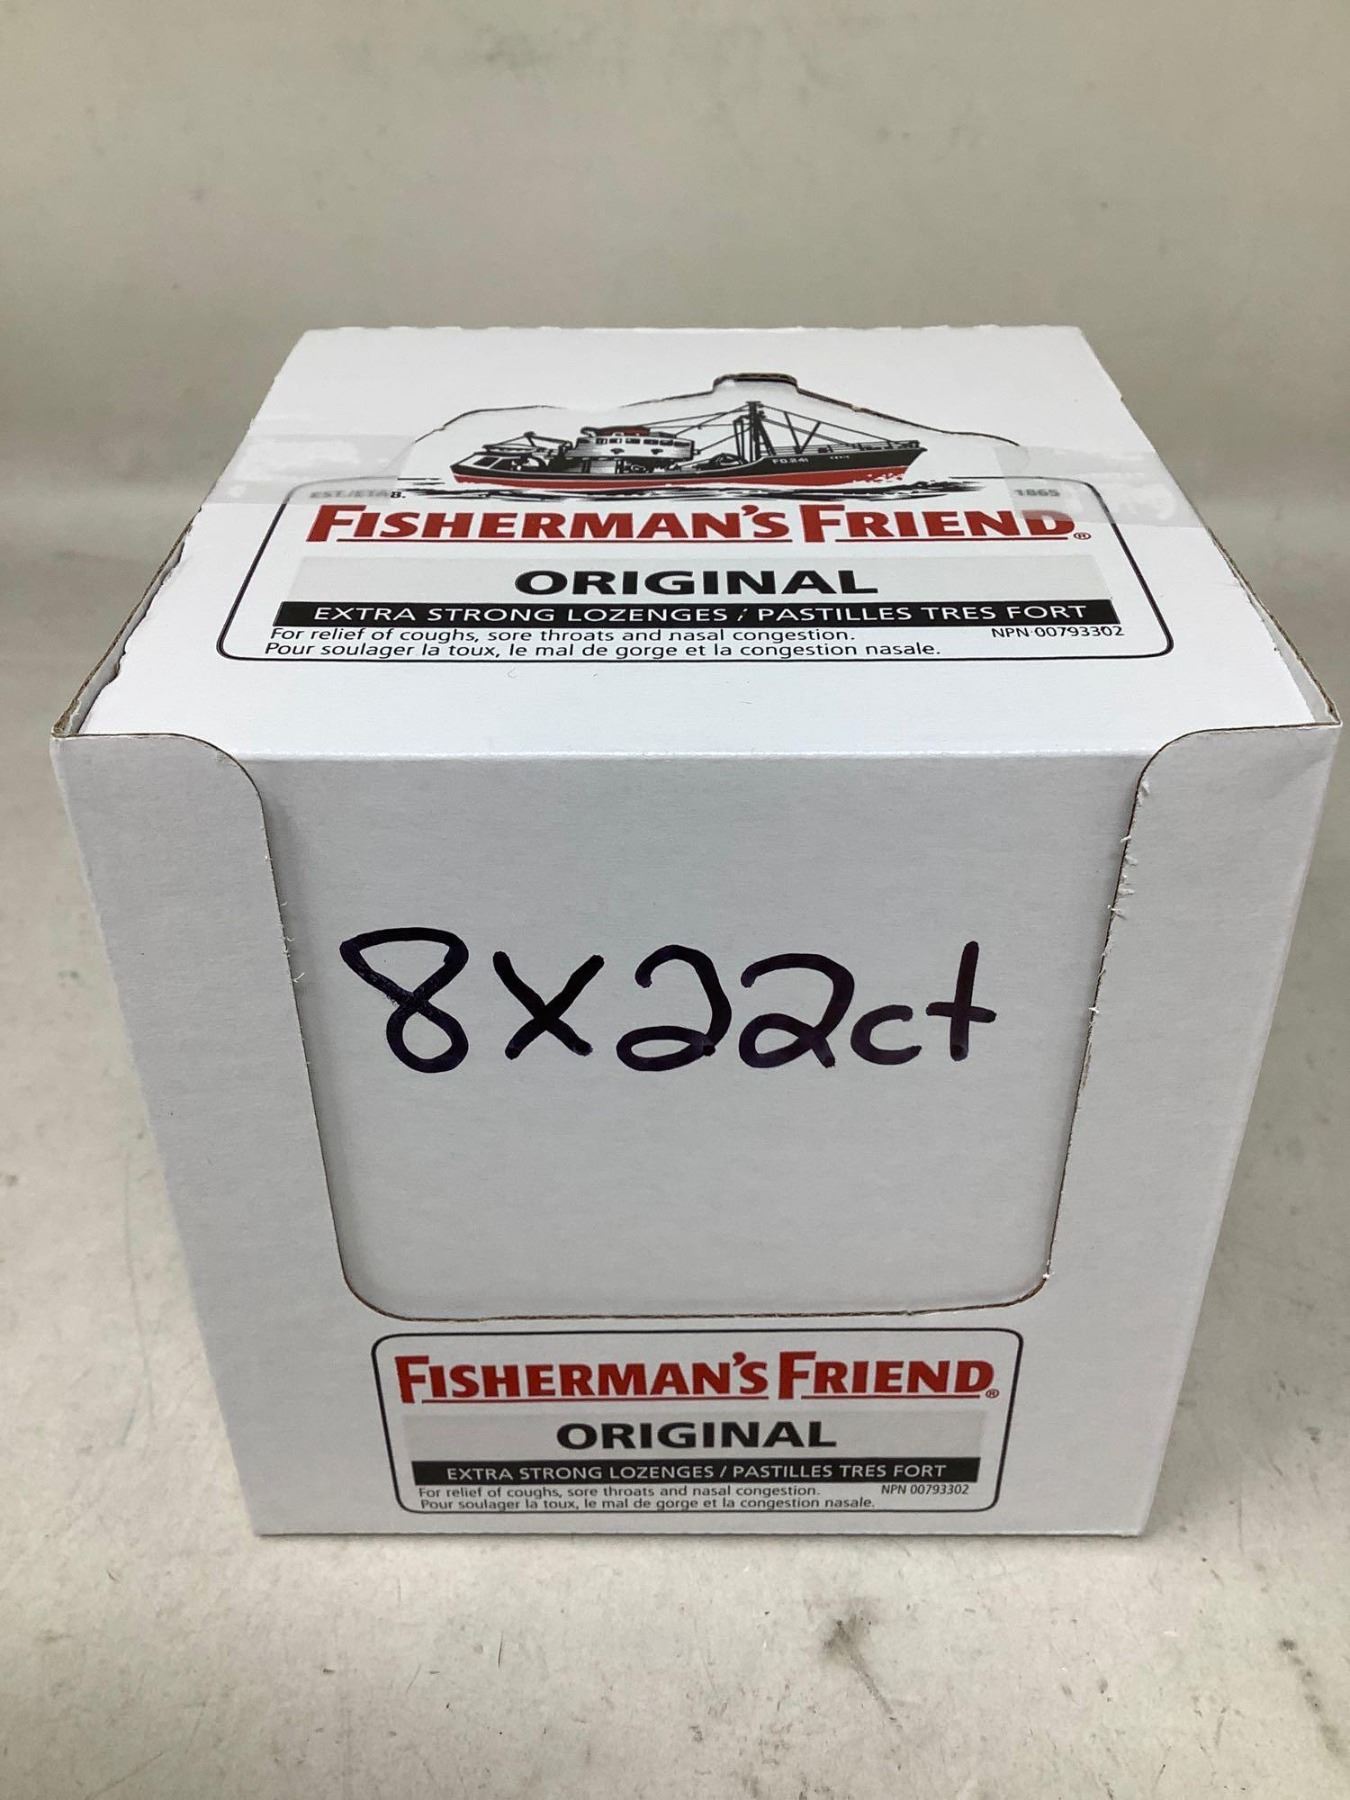 FD 241
EST./ETAB.
1865
FISHERMAN'S FRIEND®
ORIGINAL
EXTRA STRONG LOZENGES / PASTILLES TRES FORT
For relief of coughs, sore throats and nasal congestion.
NPN 00793302
Pour soulager la toux, le mal de gorge et la congestion nasale.
8x22ct
FISHERMAN'S FRIEND®
ORIGINAL
EXTRA STRONG LOZENGES / PASTILLES TRES FORT
For relief of coughs, sore throats and nasal congestion.
NPN 00793302
Pour soulager la toux, le mal de gorge et la congestion nasale.